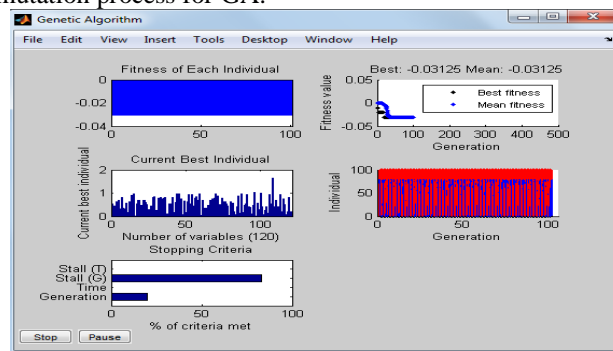 mutation process for GA.
Genetic Algorithm
File Edit View Insert Tools Desktop Window Help
Fitness of Each Individual
0
-0.02
-0.04
0 50 100
Best: -0.03125 Mean: -0.03125
Fitness value
0.05
-0.05
Best fitness
Mean fitness
0 100 200 300 400 500
Generation
Current Best Individual
Current best individual
2
1
0
0 50 100
Number of variables (120)
Individual
100
50
0
0 50 100
Generation
Stopping Criteria
Stall (T)
Stall (G)
Time
Generation
0 50 100
% of criteria met
Stop Pause